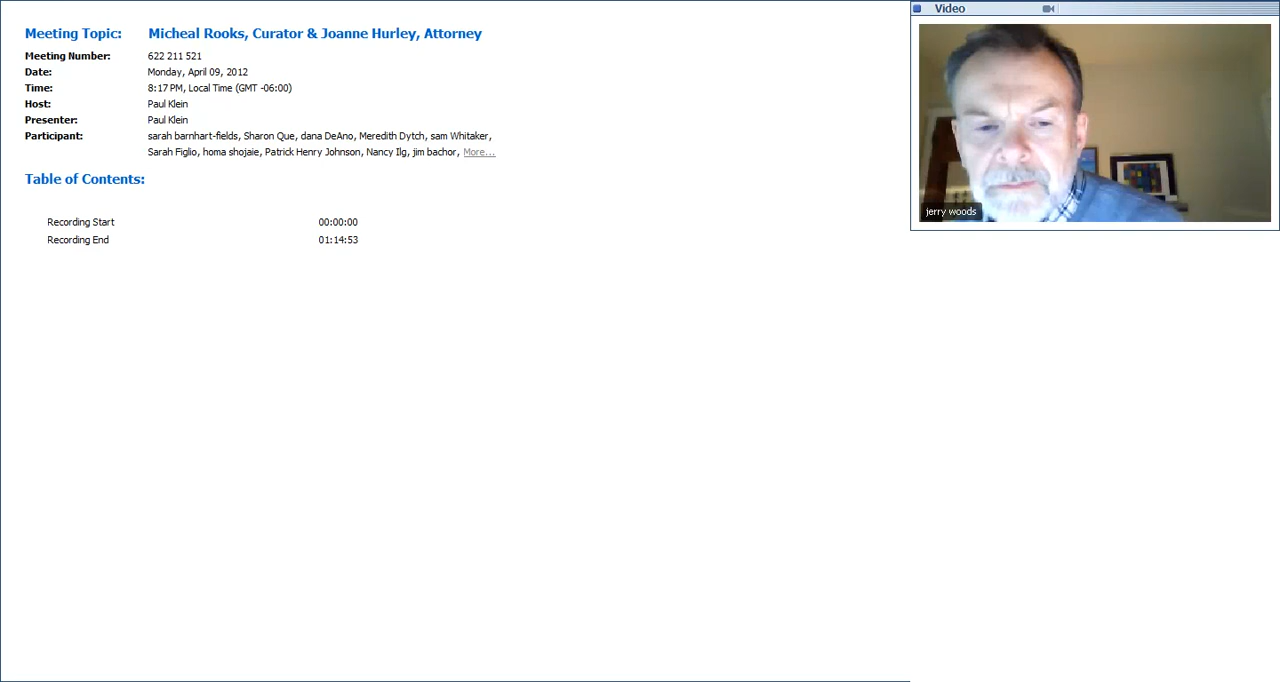 Meeting Topic: Micheal Rooks, Curator & Joanne Hurley, Attorney
Meeting Number: 622 211 521
Date: Monday, April 09, 2012
Time: 8:17 PM, Local Time (GMT -06:00)
Host: Paul Klein
Presenter: Paul Klein
Participant: sarah barnhart-fields, Sharon Que, dana DeAno, Meredith Dytch, sam Whitaker,
Sarah Figlio, homa shojaie, Patrick Henry Johnson, Nancy Ilg, jim bachor, More...
Table of Contents:
Recording Start 00:00:00
Recording End 01:14:53
Video
jerry woods